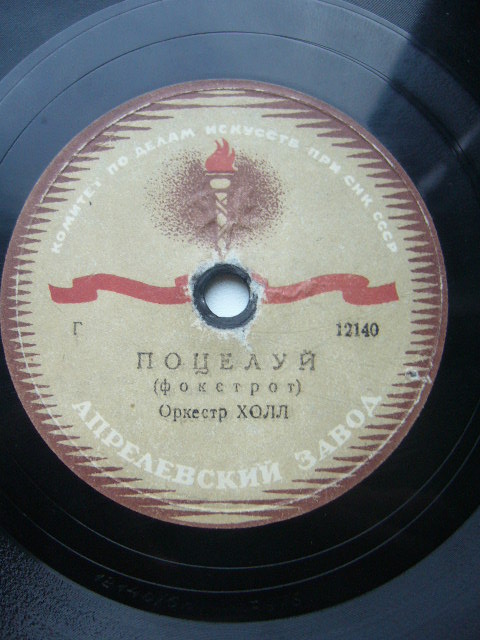 КОМИТЕТ ПО ДЕЛАМ ИСКУССТВ ПРИ СНК СССР
Г 12140
ПОЦЕЛУЙ
(фокстрот)
Оркестр ХОЛЛ
АПРЕЛЕВСКИЙ ЗАВОД